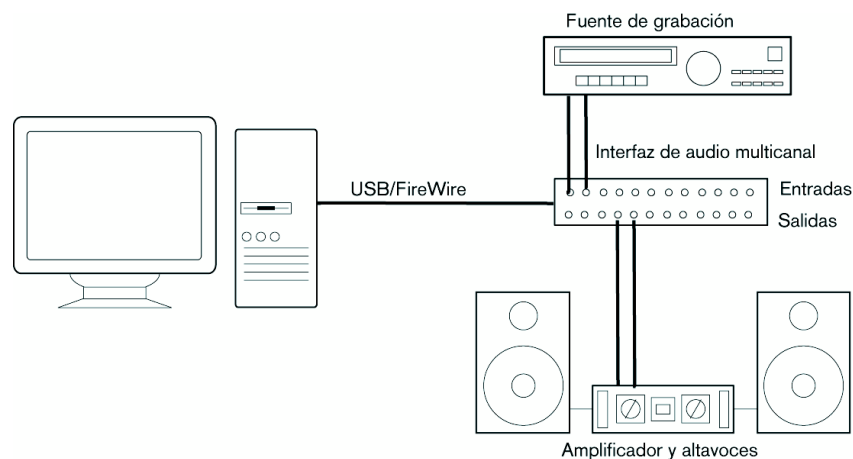 Fuente de grabación
Interfaz de audio multicanal
USB/FireWire
Entradas
Salidas
Amplificador y altavoces